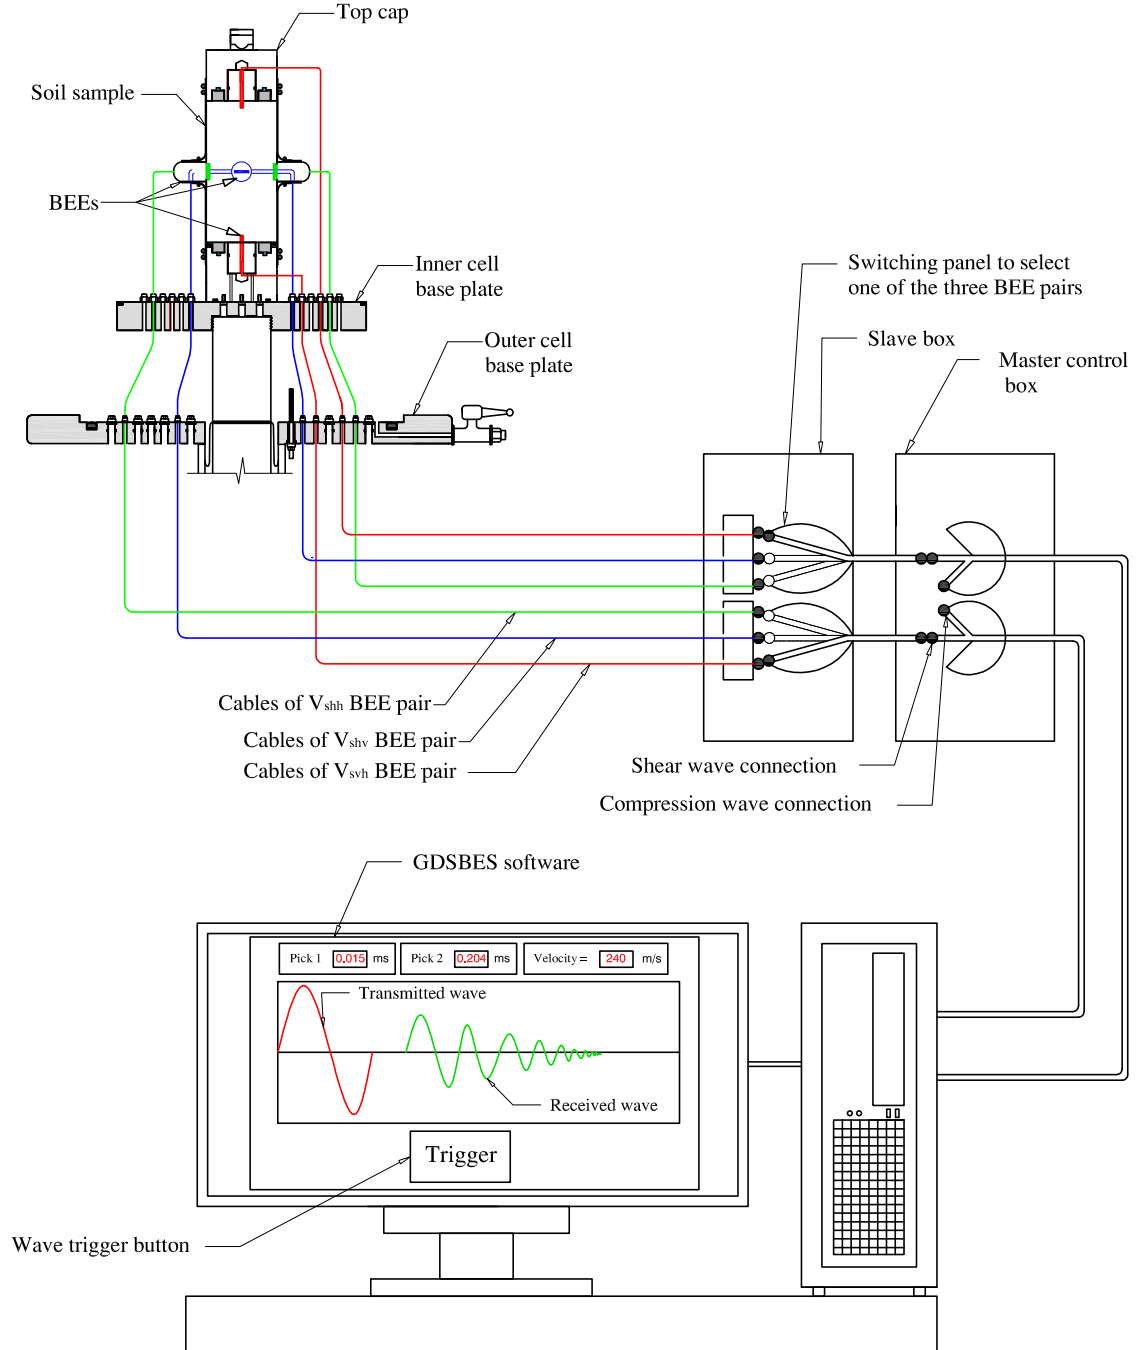 Top cap
Soil sample
BEEs
Inner cell
base plate
Switching panel to select
one of the three BEE pairs
Outer cell
base plate
Slave box
Master control
box
Cables of Vshh BEE pair
Cables of Vshv BEE pair
Cables of Vsvh BEE pair
Shear wave connection
Compression wave connection
GDSBES software
Pick 1 0.015 ms
Pick 2 0.204 ms
Velocity = 240 m/s
Transmitted wave
Received wave
Trigger
Wave trigger button